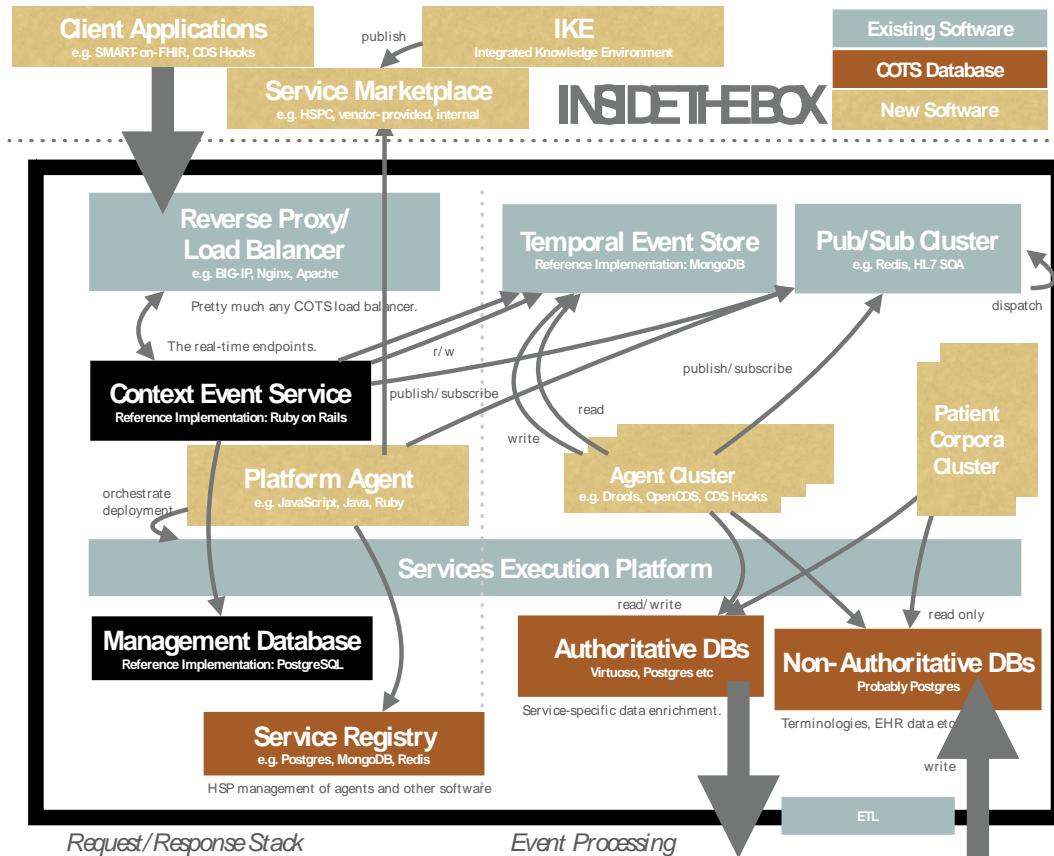 Client Applications
e.g. SMART-on-FHIR, CDS Hooks
publish
IKE
Integrated Knowledge Environment
Existing Software
COTS Database
New Software
Service Marketplace
e.g. HSPC, vendor-provided, internal
INSIDE THE BOX
Reverse Proxy/
Load Balancer
e.g. BIG-IP, Nginx, Apache
Temporal Event Store
Reference Implementation: MongoDB
Pub/Sub Cluster
e.g. Redis, HL7 SOA
dispatch
Pretty much any COTS load balancer.
The real-time endpoints.
r/w
Context Event Service
Reference Implementation: Ruby on Rails
publish/subscribe
publish/subscribe
read
write
Patient
Corpora
Cluster
Platform Agent
e.g. JavaScript, Java, Ruby
Agent Cluster
e.g. Drools, OpenCDS, CDS Hooks
orchestrate
deployment
Services Execution Platform
read/write
read only
Management Database
Reference Implementation: PostgreSQL
Authoritative DBs
Virtuoso, Postgres etc
Non-Authoritative DBs
Probably Postgres
Service-specific data enrichment.
Terminologies, EHR data etc
Service Registry
e.g. Postgres, MongoDB, Redis
write
HSP management of agents and other software
ETL
Request/Response Stack
Event Processing